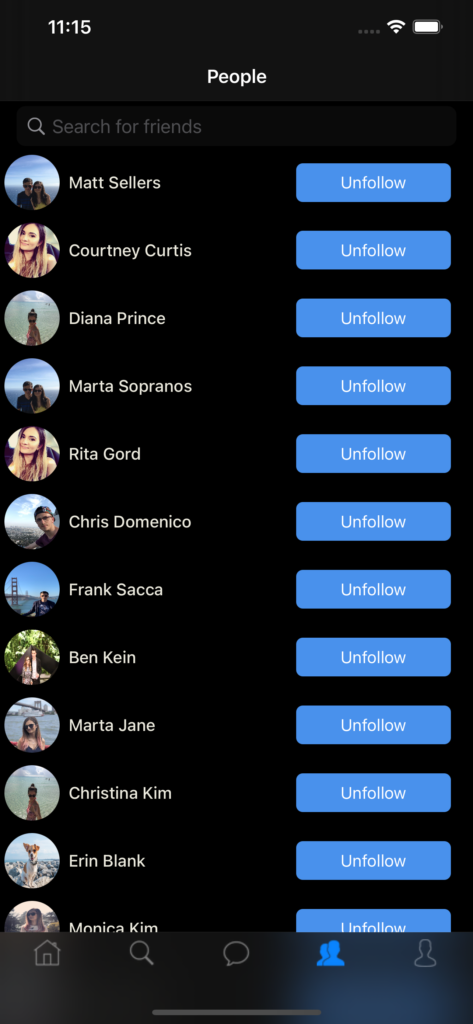 11:15
People
Search for friends
Matt Sellers Unfollow
Courtney Curtis Unfollow
Diana Prince Unfollow
Marta Sopranos Unfollow
Rita Gord Unfollow
Chris Domenico Unfollow
Frank Sacca Unfollow
Ben Kein Unfollow
Marta Jane Unfollow
Christina Kim Unfollow
Erin Blank Unfollow
Monica Kim Unfollow